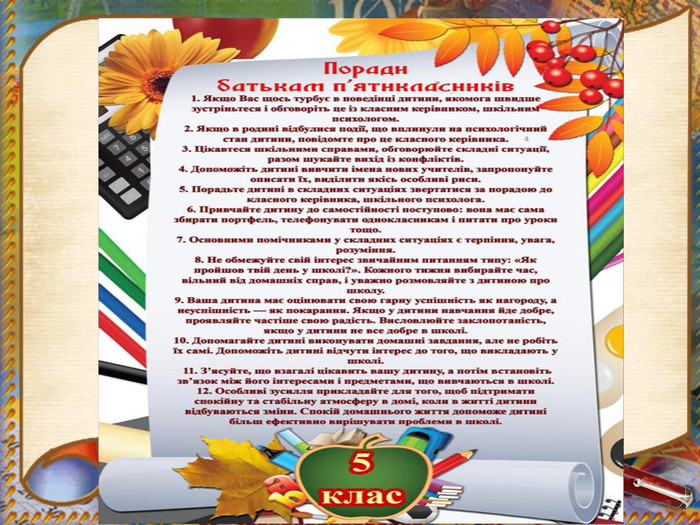 Поради
батькам п'ятикласників
1. Якщо Вас щось турбує в поведінці дитини, якомога швидше
зустріньтеся і обговоріть це із класним керівником, шкільним
психологом.
2. Якщо в родині відбулися події, що вплинули на психологічний
стан дитини, повідомте про це класного керівника.
3. Цікавтеся шкільними справами, обговорюйте складні ситуації,
разом шукайте вихід із конфліктів.
4. Допоможіть дитині вивчити імена нових учителів, запропонуйте
описати їх, виділити якісь особливі риси.
5. Порадьте дитині в складних ситуаціях звертатися за порадою до
класного керівника, шкільного психолога.
6. Привчайте дитину до самостійності поступово: вона має сама
збирати портфель, телефонувати однокласникам і питати про уроки
тощо.
7. Основними помічниками у складних ситуаціях є терпіння, увага,
розуміння.
8. Не обмежуйте свій інтерес звичайним питанням типу: «Як
пройшов твій день у школі?». Кожного тижня вибирайте час,
вільний від домашніх справ, і уважно розмовляйте з дитиною про
школу.
9. Ваша дитина має оцінювати свою гарну успішність як нагороду, а
неуспішність — як покарання. Якщо у дитини навчання йде добре,
проявляйте частіше свою радість. Висловлюйте заклопотаність,
якщо у дитини не все добре в школі.
10. Допомагайте дитині виконувати домашні завдання, але не робіть
їх самі. Допоможіть дитині відчути інтерес до того, що викладають у
школі.
11. З'ясуйте, що взагалі цікавить вашу дитину, а потім встановіть
зв'язок між його інтересами і предметами, що вивчаються в школі.
12. Особливі зусилля прикладайте для того, щоб підтримати
спокійну та стабільну атмосферу в домі, коли в житті дитини
відбуваються зміни. Спокій домашнього життя допоможе дитині
більш ефективно вирішувати проблеми в школі.
5
клас